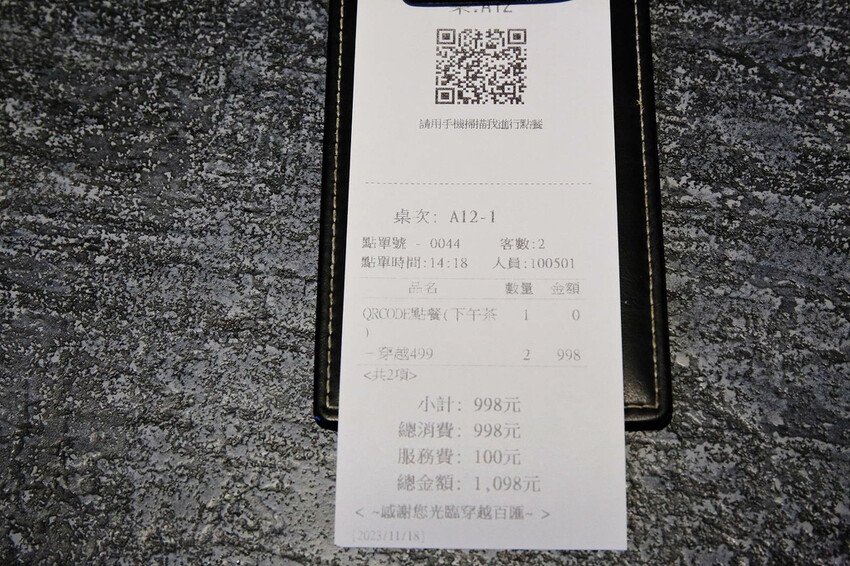 桌:A12
請用手機掃描我進行點餐
桌次: A12-1
點單號 - 0044 客數:2
點單時間:14:18 人員:100501
品名 數量 金額
QRCODE點餐(下午茶 1 0
)
-穿越499 2 998
<共2項>
小計: 998元
總消費: 998元
服務費: 100元
總金額: 1,098元
< ~感謝您光臨穿越百匯~ >
[2023/11/18]